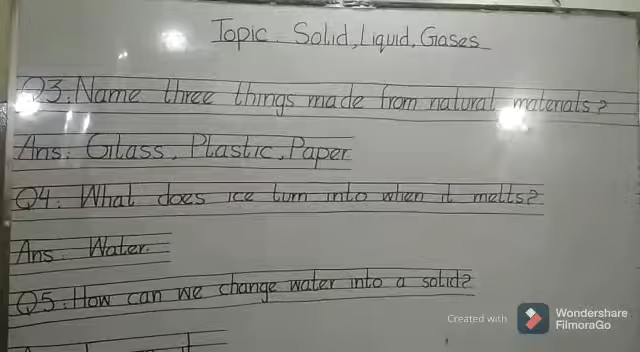 Topic. Solid, Liquid, Gases
Q3: Name three things made from natural materials?
Ans: Glass, Plastic, Paper
Q4: What does ice turn into when it melts?
Ans. Water.
Q5: How can we change water into a solid?
Created with Wondershare FilmoraGo